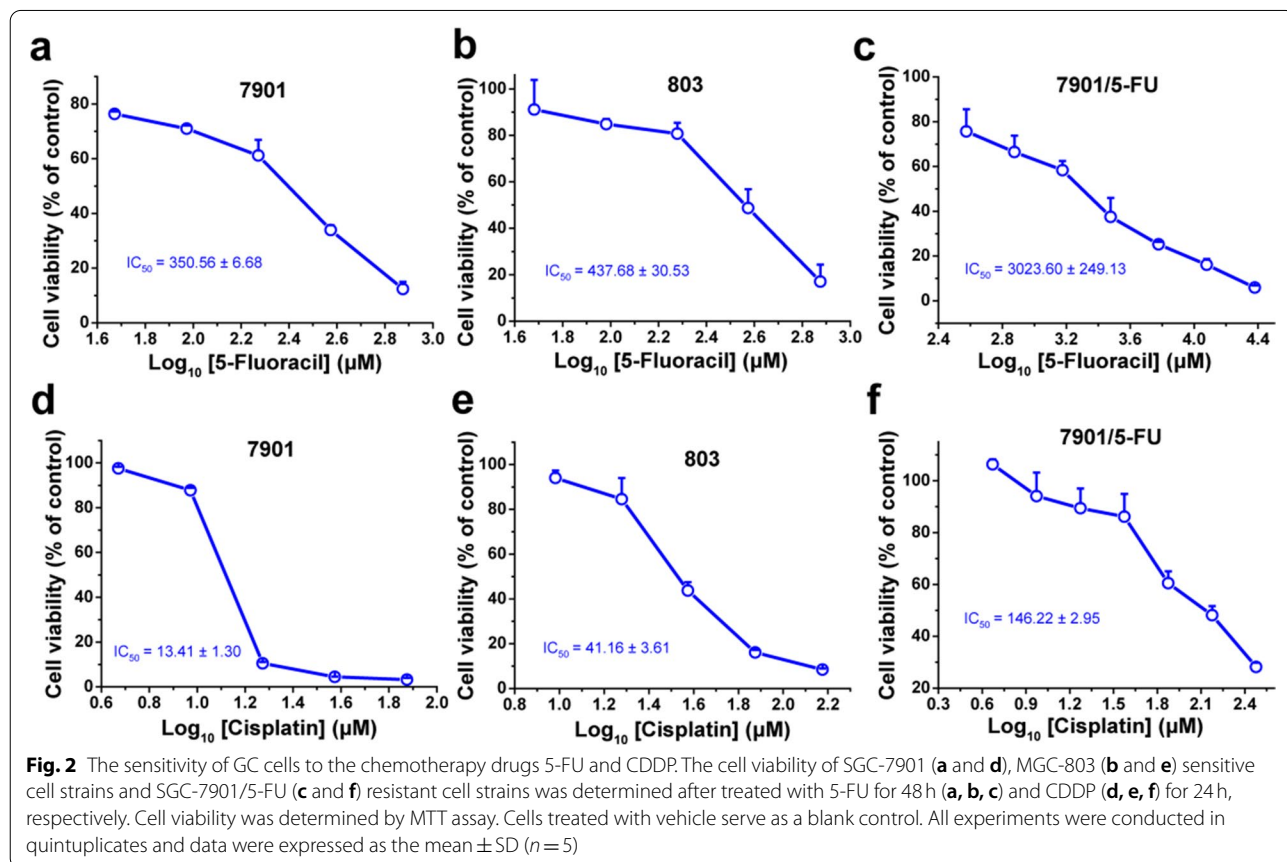 a
7901
Cell viability (% of control)
80
60
40
20
0
IC50 = 350.56 ± 6.68
1.6 1.8 2.0 2.2 2.4 2.6 2.8 3.0
Log10 [5-Fluoracil] (μM)
b
803
Cell viability (% of control)
100
80
60
40
20
0
IC50 = 437.68 ± 30.53
1.6 1.8 2.0 2.2 2.4 2.6 2.8 3.0
Log10 [5-Fluoracil] (μM)
c
7901/5-FU
Cell viability (% of control)
100
80
60
40
20
0
IC50 = 3023.60 ± 249.13
2.4 2.8 3.2 3.6 4.0 4.4
Log10 [5-Fluoracil] (μM)
d
7901
Cell viability (% of control)
100
80
60
40
20
0
IC50 = 13.41 ± 1.30
0.6 0.8 1.0 1.2 1.4 1.6 1.8 2.0
Log10 [Cisplatin] (μM)
e
803
Cell viability (% of control)
100
80
60
40
20
0
IC50 = 41.16 ± 3.61
0.8 1.0 1.2 1.4 1.6 1.8 2.0 2.2
Log10 [Cisplatin] (μM)
f
7901/5-FU
Cell viability (% of control)
100
80
60
40
20
IC50 = 146.22 ± 2.95
0.3 0.6 0.9 1.2 1.5 1.8 2.1 2.4
Log10 [Cisplatin] (μM)
Fig. 2 The sensitivity of GC cells to the chemotherapy drugs 5-FU and CDDP. The cell viability of SGC-7901 (a and d), MGC-803 (b and e) sensitive
cell strains and SGC-7901/5-FU (c and f) resistant cell strains was determined after treated with 5-FU for 48 h (a, b, c) and CDDP (d, e, f) for 24 h,
respectively. Cell viability was determined by MTT assay. Cells treated with vehicle serve as a blank control. All experiments were conducted in
quintuplicates and data were expressed as the mean ± SD (n = 5)